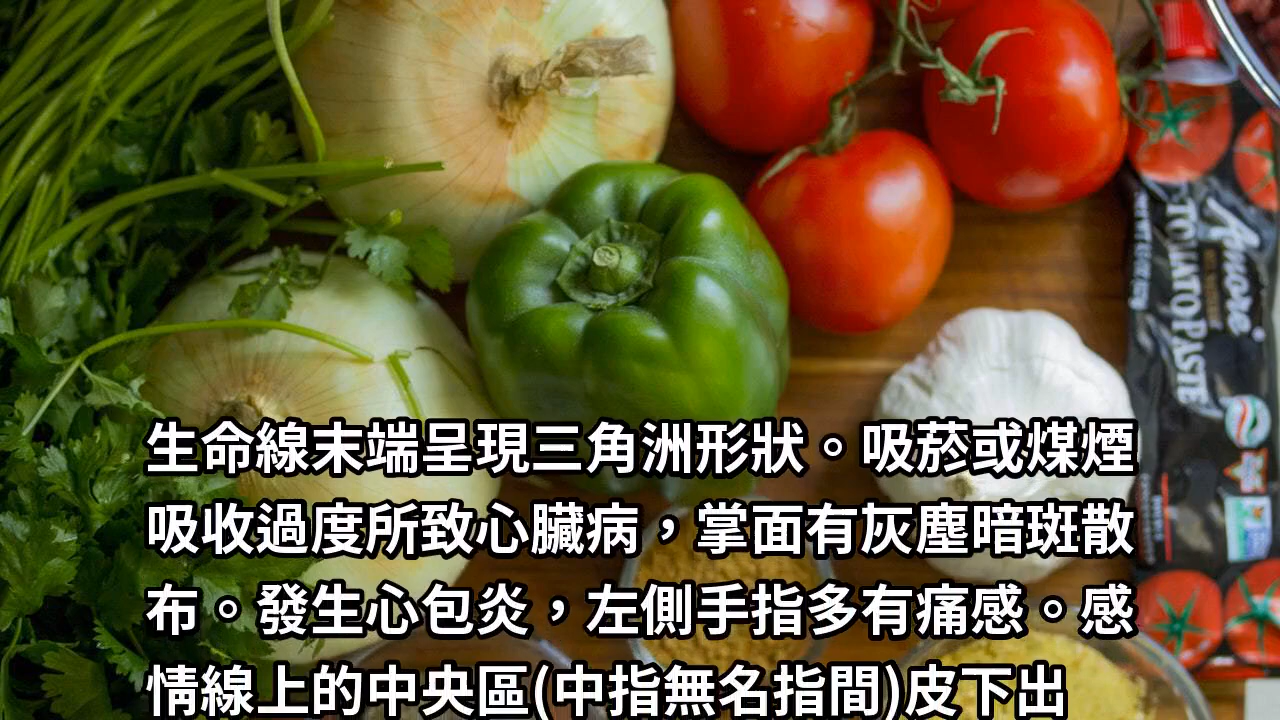 Amore
TOMATO PASTE
生命線末端呈現三角洲形狀。吸菸或煤煙
吸收過度所致心臟病，掌面有灰塵暗斑散
布。發生心包炎，左側手指多有痛感。感
情線上的中央區(中指無名指間)皮下出